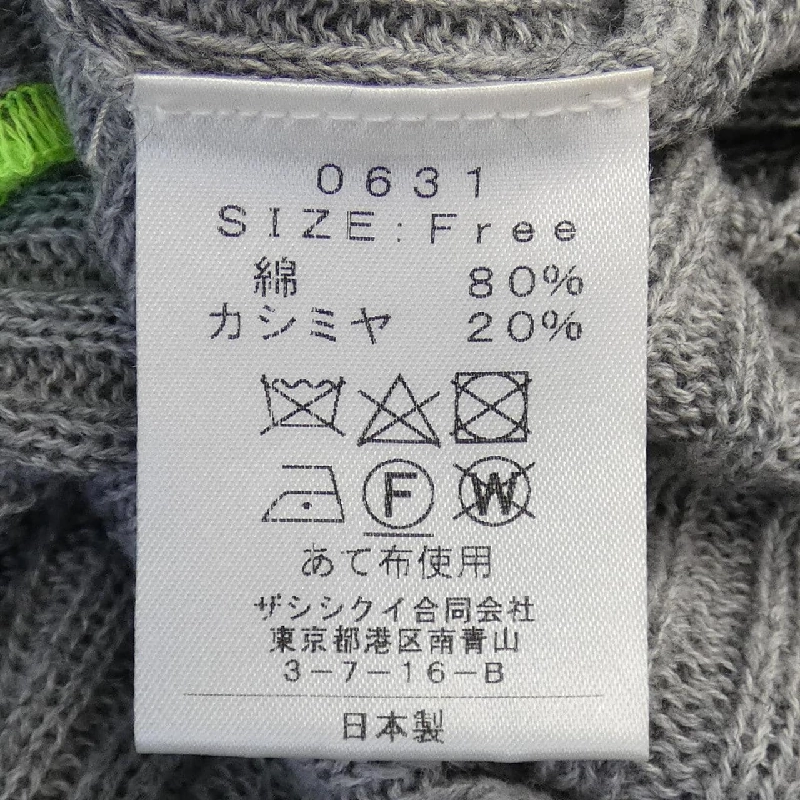 0631
SIZE:Free
綿 80%
カシミヤ 20%
F W
あて布使用
ザシシクイ合同会社
東京都港区南青山
3-7-16-B
日本製